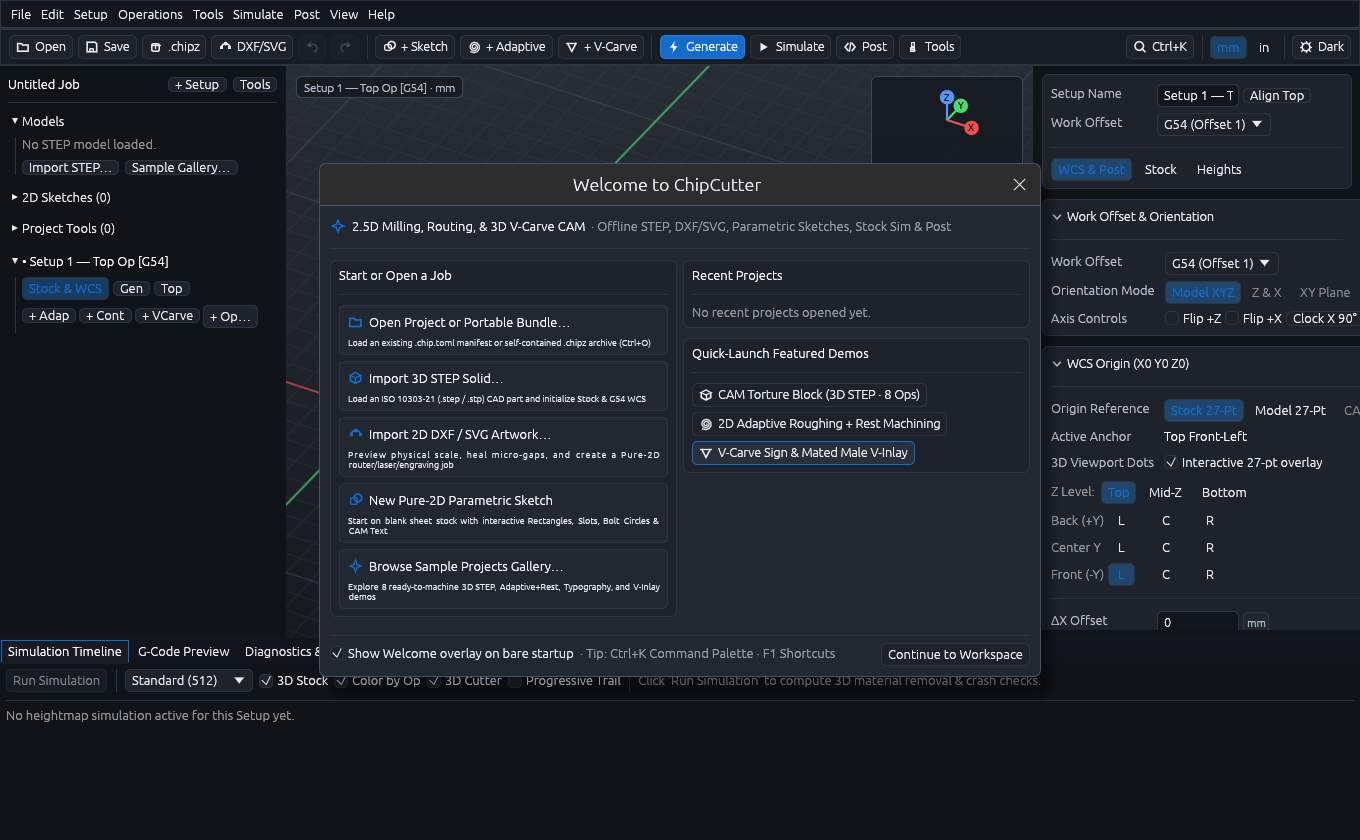 File Edit Setup Operations Tools Simulate Post View Help
Open Save .chipz DXF/SVG + Sketch + Adaptive + V-Carve Generate Simulate Post Tools Ctrl+K mm in Dark
Untitled Job + Setup Tools
Models
No STEP model loaded.
Import STEP... Sample Gallery...
2D Sketches (0)
Project Tools (0)
• Setup 1 — Top Op [G54]
Stock & WCS Gen Top
+ Adap + Cont + VCarve + Op...
Setup 1 — Top Op [G54] · mm
Z Y X
Welcome to ChipCutter
2.5D Milling, Routing, & 3D V-Carve CAM · Offline STEP, DXF/SVG, Parametric Sketches, Stock Sim & Post
Start or Open a Job
Open Project or Portable Bundle...
Load an existing .chip.toml manifest or self-contained .chipz archive (Ctrl+O)
Import 3D STEP Solid...
Load an ISO 10303-21 (.step / .stp) CAD part and initialize Stock & G54 WCS
Import 2D DXF / SVG Artwork...
Preview physical scale, heal micro-gaps, and create a Pure-2D
router/laser/engraving job
New Pure-2D Parametric Sketch
Start on blank sheet stock with interactive Rectangles, Slots, Bolt Circles &
CAM Text
Browse Sample Projects Gallery...
Explore 8 ready-to-machine 3D STEP, Adaptive+Rest, Typography, and V-Inlay
demos
Recent Projects
No recent projects opened yet.
Quick-Launch Featured Demos
CAM Torture Block (3D STEP · 8 Ops)
2D Adaptive Roughing + Rest Machining
V-Carve Sign & Mated Male V-Inlay
Show Welcome overlay on bare startup · Tip: Ctrl+K Command Palette · F1 Shortcuts Continue to Workspace
Setup Name Setup 1 — T Align Top
Work Offset G54 (Offset 1)
WCS & Post Stock Heights
Work Offset & Orientation
Work Offset G54 (Offset 1)
Orientation Mode Model XYZ Z & X XY Plane
Axis Controls Flip +Z Flip +X Clock X 90°
WCS Origin (X0 Y0 Z0)
Origin Reference Stock 27-Pt Model 27-Pt CA
Active Anchor Top Front-Left
3D Viewport Dots Interactive 27-pt overlay
Z Level: Top Mid-Z Bottom
Back (+Y) L C R
Center Y L C R
Front (-Y) L C R
ΔX Offset 0 mm
Simulation Timeline G-Code Preview Diagnostics &
Run Simulation Standard (512) 3D Stock Color by Op 3D Cutter Progressive Trail Click 'Run Simulation' to compute 3D material removal & crash checks.
No heightmap simulation active for this Setup yet.